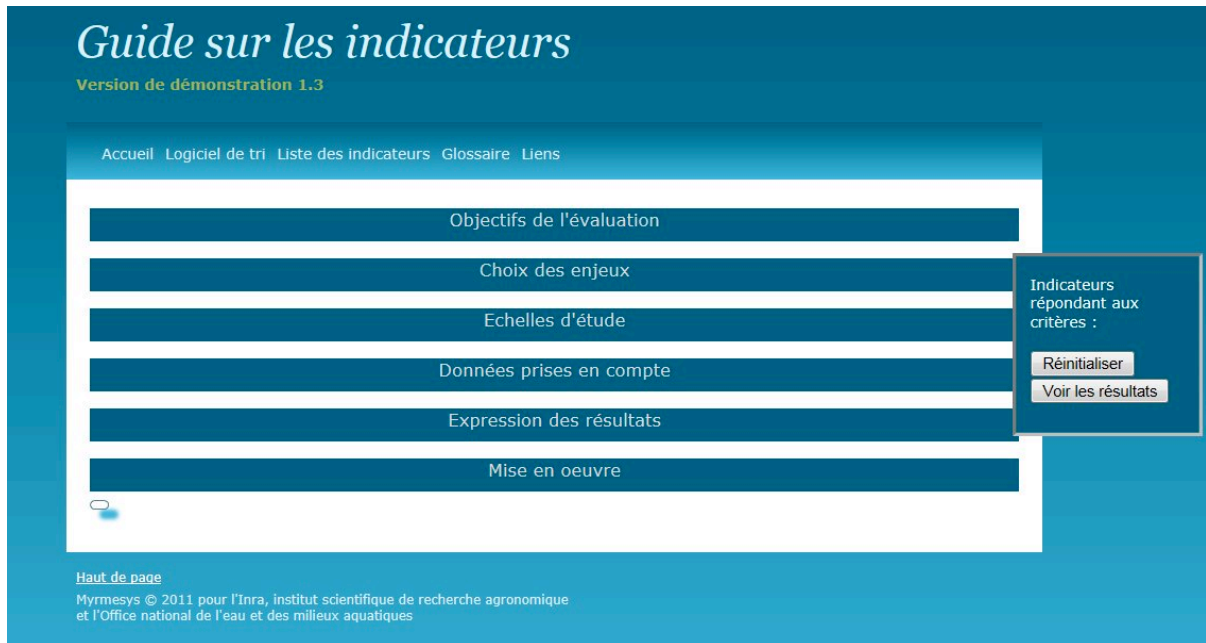 Guide sur les indicateurs
Version de démonstration 1.3
Accueil Logiciel de tri Liste des indicateurs Glossaire Liens
Objectifs de l'évaluation
Choix des enjeux
Echelles d'étude
Données prises en compte
Expression des résultats
Mise en oeuvre
Indicateurs
répondant aux
critères :
Réinitialiser
Voir les résultats
Haut de page
Myrmesys © 2011 pour l'Inra, institut scientifique de recherche agronomique
et l'Office national de l'eau et des milieux aquatiques